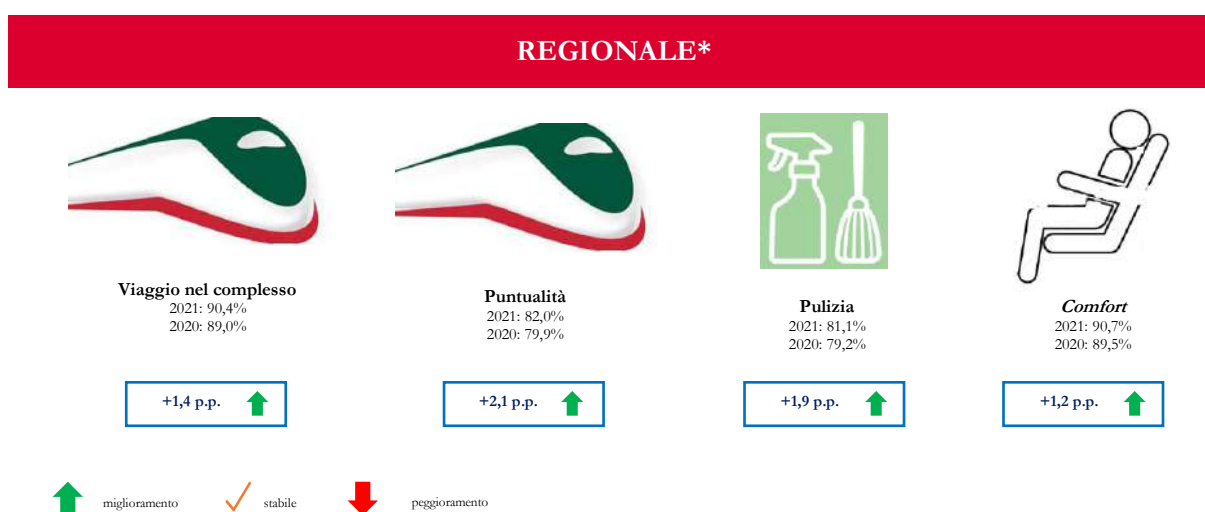 REGIONALE*
Viaggio nel complesso
2021: 90,4%
2020: 89,0%
+1,4 p.p.
Puntualità
2021: 82,0%
2020: 79,9%
+2,1 p.p.
Pulizia
2021: 81,1%
2020: 79,2%
+1,9 p.p.
Comfort
2021: 90,7%
2020: 89,5%
+1,2 p.p.
miglioramento
stabile
peggioramento